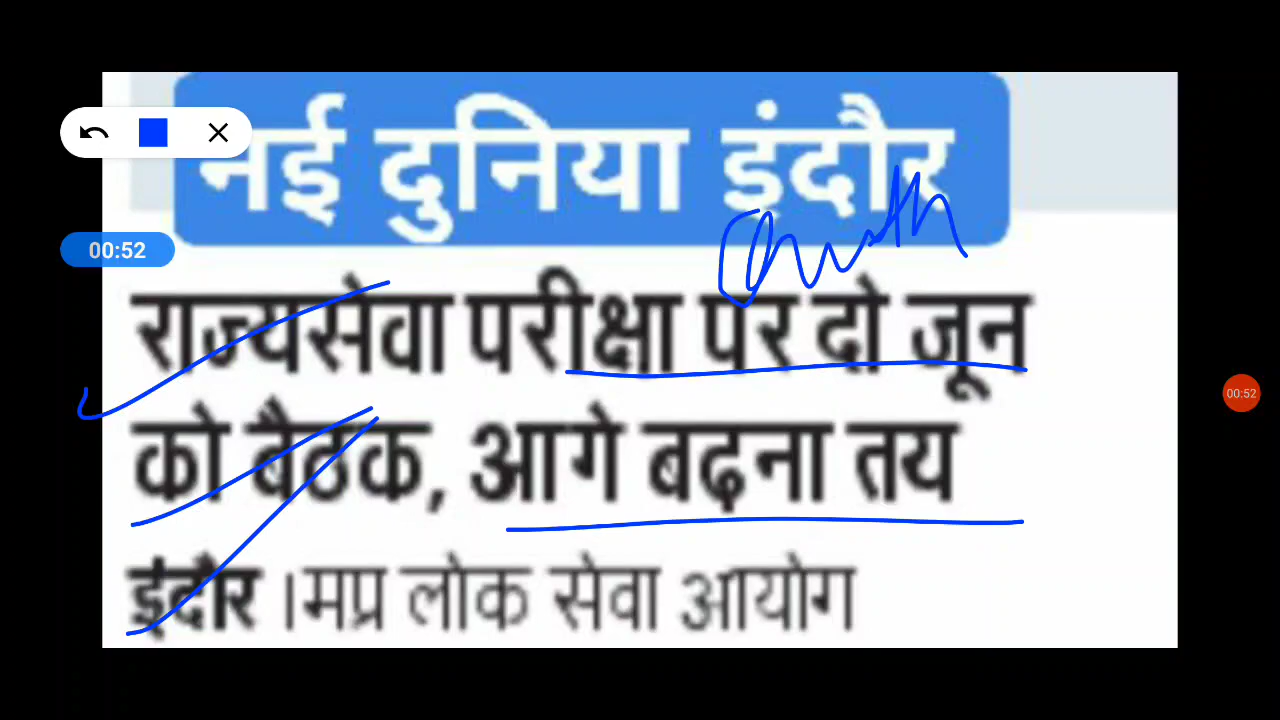 नई दुनिया इंदौर
00:52
राज्यसेवा परीक्षा पर दो जून
00:52
को बैठक, आगे बढ़ना तय
इंदौर ।मप्र लोक सेवा आयोग